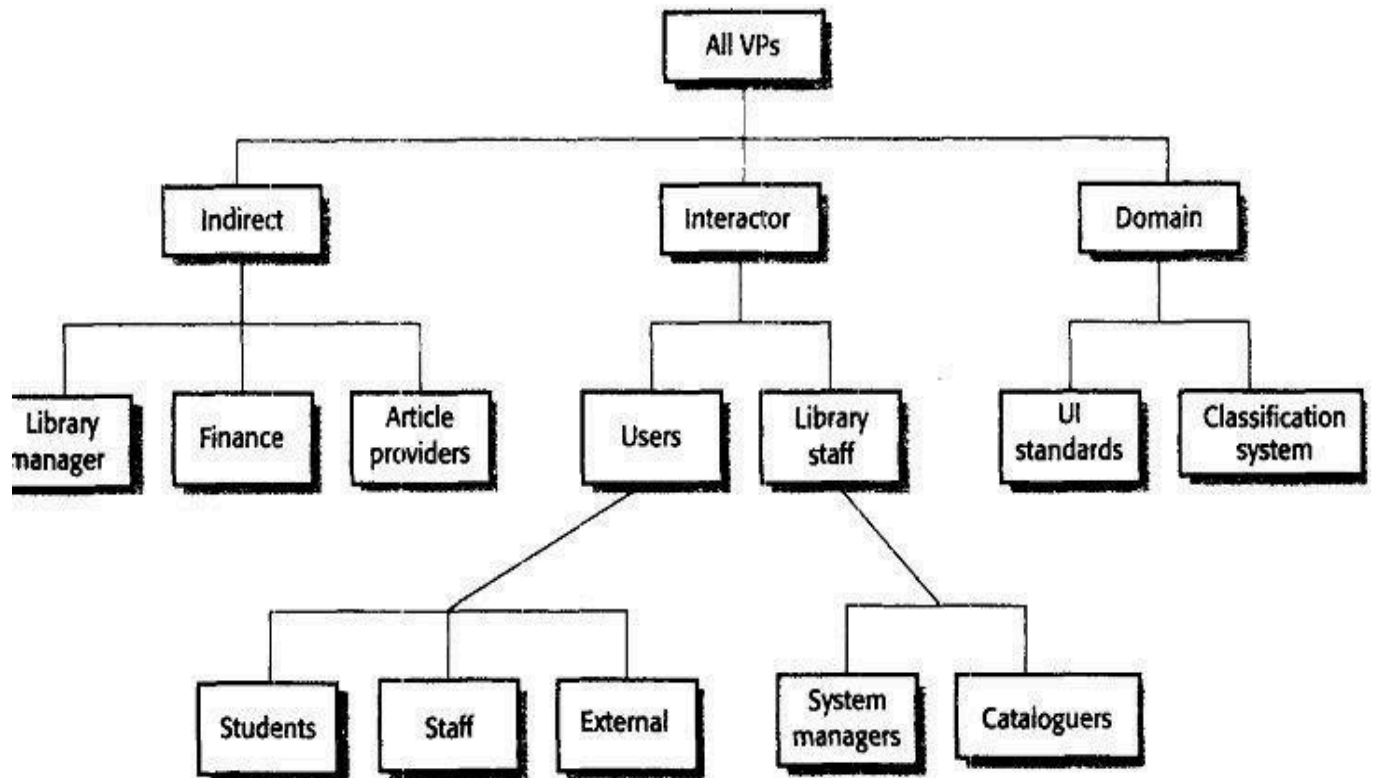 All VPs
Indirect
Interactor
Domain
Library
manager
Finance
Article
providers
Users
Library
staff
UI
standards
Classification
system
Students
Staff
External
System
managers
Cataloguers